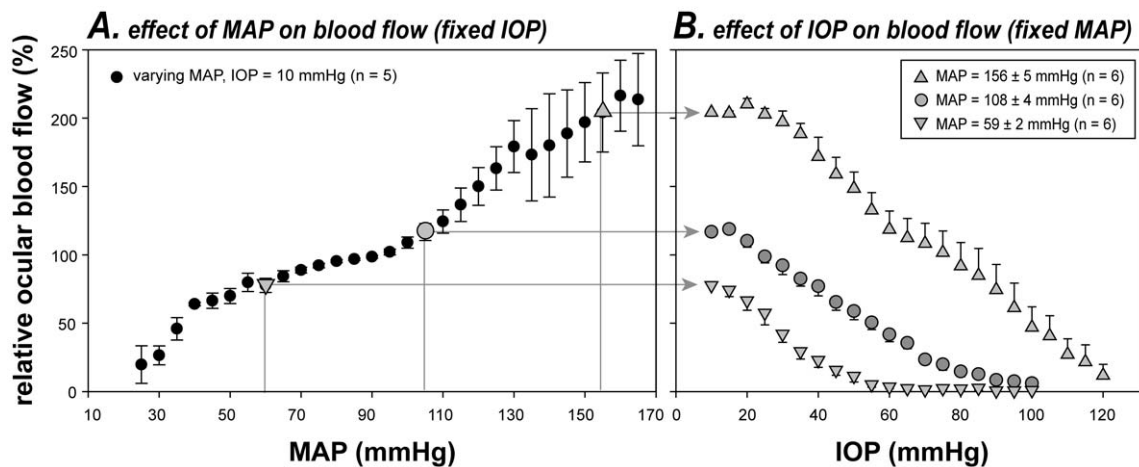 A. effect of MAP on blood flow (fixed IOP)
B. effect of IOP on blood flow (fixed MAP)
relative ocular blood flow (%)
250
200
150
100
50
0
varying MAP, IOP = 10 mmHg (n = 5)
10 30 50 70 90 110 130 150 170
MAP (mmHg)
MAP = 156 ± 5 mmHg (n = 6)
MAP = 108 ± 4 mmHg (n = 6)
MAP = 59 ± 2 mmHg (n = 6)
0 20 40 60 80 100 120
IOP (mmHg)